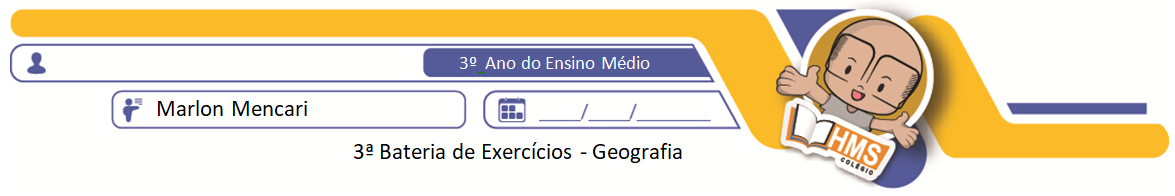 3º Ano do Ensino Médio
Marlon Mencari
____/____/________
3ª Bateria de Exercícios - Geografia
HMS
COLÉGIO